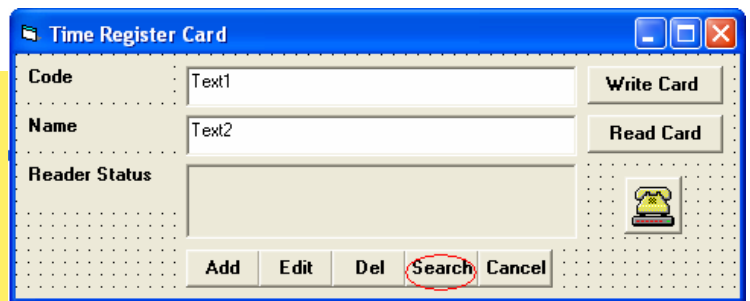 Time Register Card
Code Text1 Write Card
Name Text2 Read Card
Reader Status
Add Edit Del Search Cancel